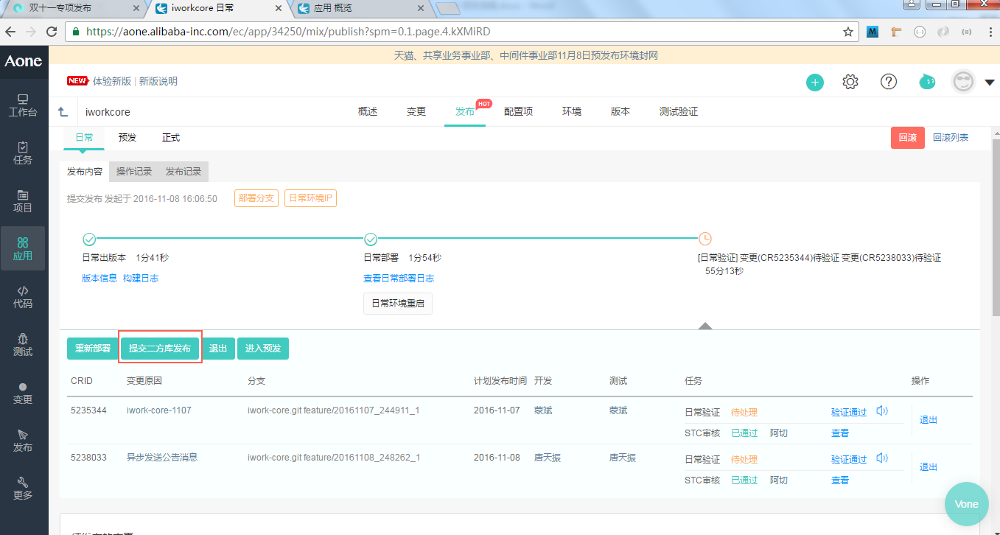 双十一专项发布 iworkcore 日常 应用 概览
https://aone.alibaba-inc.com/ec/app/34250/mix/publish?spm=0.1.page.4.kXMiRD
Aone
天猫、共享业务事业部、中间件事业部11月8日预发布环境封网
NEW 体验新版 | 新版说明
iworkcore 概述 变更 发布 HOT 配置项 环境 版本 测试验证
工作台
任务
项目
应用
代码
测试
变更
发布
更多
日常 预发 正式 回滚 回滚列表
发布内容 操作记录 发布记录
提交发布 发起于 2016-11-08 16:06:50 部署分支 日常环境IP
日常出版本 1分41秒 日常部署 1分54秒 [日常验证] 变更(CR5235344)待验证 变更(CR5238033)待验证
55分13秒
版本信息 构建日志 查看日常部署日志
日常环境重启
重新部署 提交二方库发布 退出 进入预发
CRID 变更原因 分支 计划发布时间 开发 测试 任务 操作
5235344 iwork-core-1107 iwork-core.git feature/20161107_244911_1 2016-11-07 蒙斌 蒙斌 日常验证 待处理 验证通过
退出
STC审核 已通过 阿切 查看
5238033 异步发送公告消息 iwork-core.git feature/20161108_248262_1 2016-11-08 唐天振 唐天振 日常验证 待处理 验证通过
退出
STC审核 已通过 阿切 查看
Vone